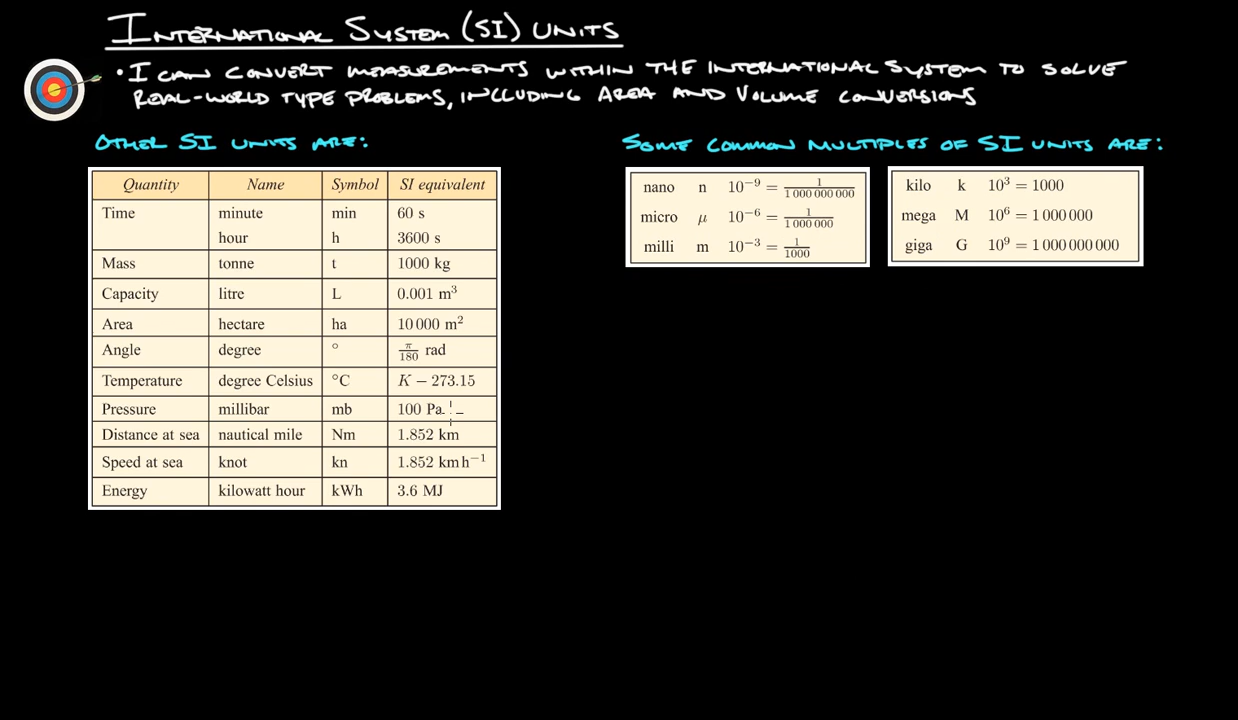 INTERNATIONAL SYSTEM (SI) UNITS
• I CAN CONVERT MEASUREMENTS WITHIN THE INTERNATIONAL SYSTEM TO SOLVE
REAL-WORLD TYPE PROBLEMS, INCLUDING AREA AND VOLUME CONVERSIONS
OTHER SI UNITS ARE:
Quantity Name Symbol SI equivalent
Time minute min 60 s
hour h 3600 s
Mass tonne t 1000 kg
Capacity litre L 0.001 m³
Area hectare ha 10 000 m²
Angle degree ° π/180 rad
Temperature degree Celsius °C K − 273.15
Pressure millibar mb 100 Pa
Distance at sea nautical mile Nm 1.852 km
Speed at sea knot kn 1.852 km h⁻¹
Energy kilowatt hour kWh 3.6 MJ
SOME COMMON MULTIPLES OF SI UNITS ARE:
nano n 10⁻⁹ = 1/1 000 000 000
micro μ 10⁻⁶ = 1/1 000 000
milli m 10⁻³ = 1/1000
kilo k 10³ = 1000
mega M 10⁶ = 1 000 000
giga G 10⁹ = 1 000 000 000